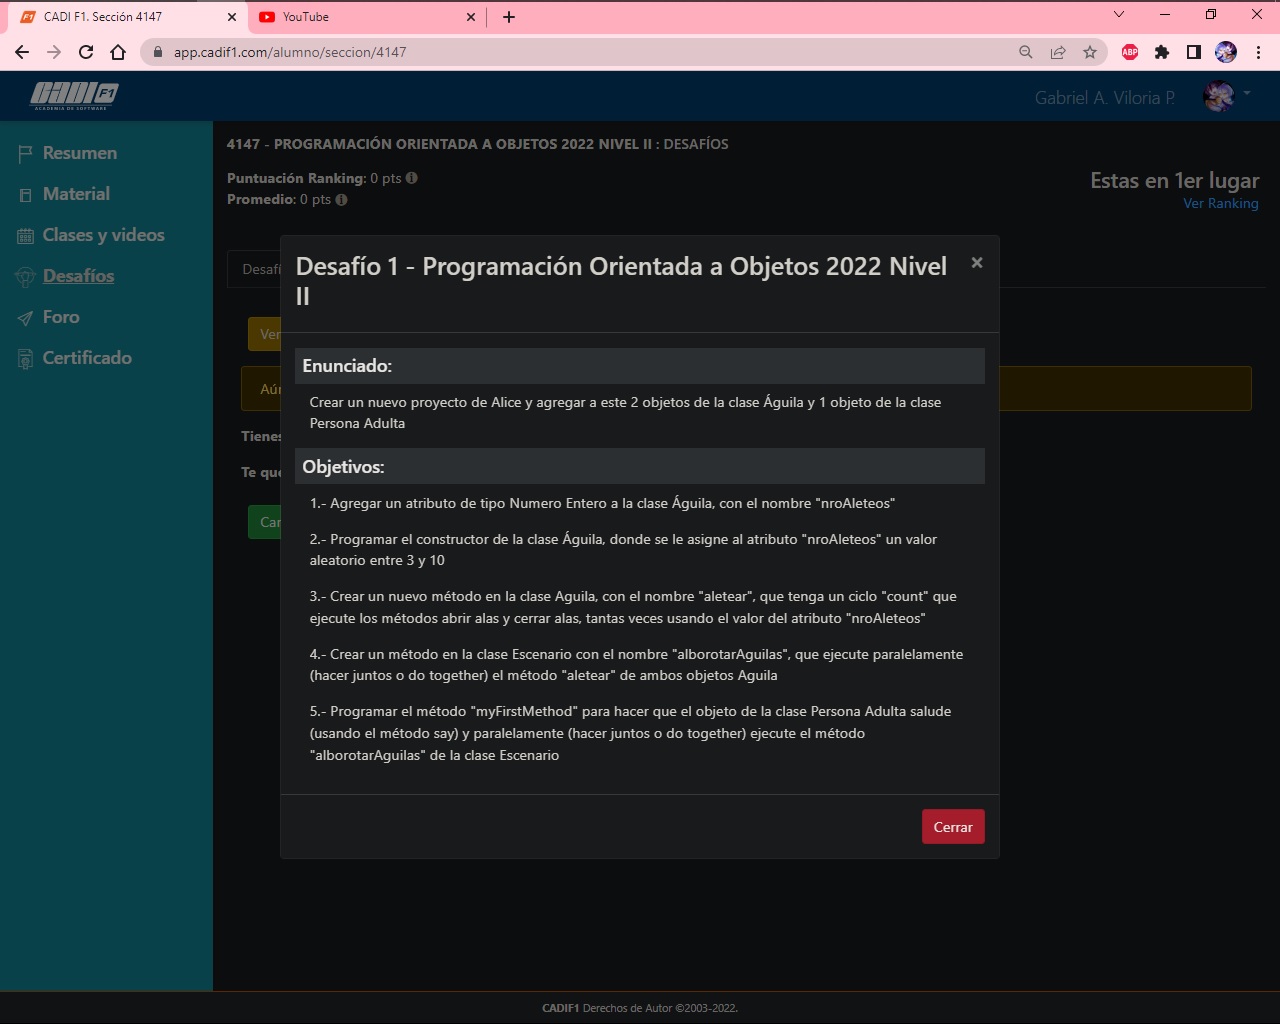 CADI F1. Sección 4147
YouTube
app.cadif1.com/alumno/seccion/4147
ABP
CADI F1
ACADEMIA DE SOFTWARE
Gabriel A. Viloria P.
Resumen
Material
Clases y videos
Desafíos
Foro
Certificado
4147 - PROGRAMACIÓN ORIENTADA A OBJETOS 2022 NIVEL II : DESAFÍOS
Puntuación Ranking: 0 pts
Promedio: 0 pts
Estas en 1er lugar
Ver Ranking
Desafí
Ver
Aún
Tienes
Te que
Desafío 1 - Programación Orientada a Objetos 2022 Nivel
II
Enunciado:
Crear un nuevo proyecto de Alice y agregar a este 2 objetos de la clase Águila y 1 objeto de la clase
Persona Adulta
Objetivos:
1.- Agregar un atributo de tipo Numero Entero a la clase Águila, con el nombre "nroAleteos"
2.- Programar el constructor de la clase Águila, donde se le asigne al atributo "nroAleteos" un valor
aleatorio entre 3 y 10
3.- Crear un nuevo método en la clase Aguila, con el nombre "aletear", que tenga un ciclo "count" que
ejecute los métodos abrir alas y cerrar alas, tantas veces usando el valor del atributo "nroAleteos"
4.- Crear un método en la clase Escenario con el nombre "alborotarAguilas", que ejecute paralelamente
(hacer juntos o do together) el método "aletear" de ambos objetos Aguila
5.- Programar el método "myFirstMethod" para hacer que el objeto de la clase Persona Adulta salude
(usando el método say) y paralelamente (hacer juntos o do together) ejecute el método
"alborotarAguilas" de la clase Escenario
Cerrar
CADIF1 Derechos de Autor ©2003-2022.